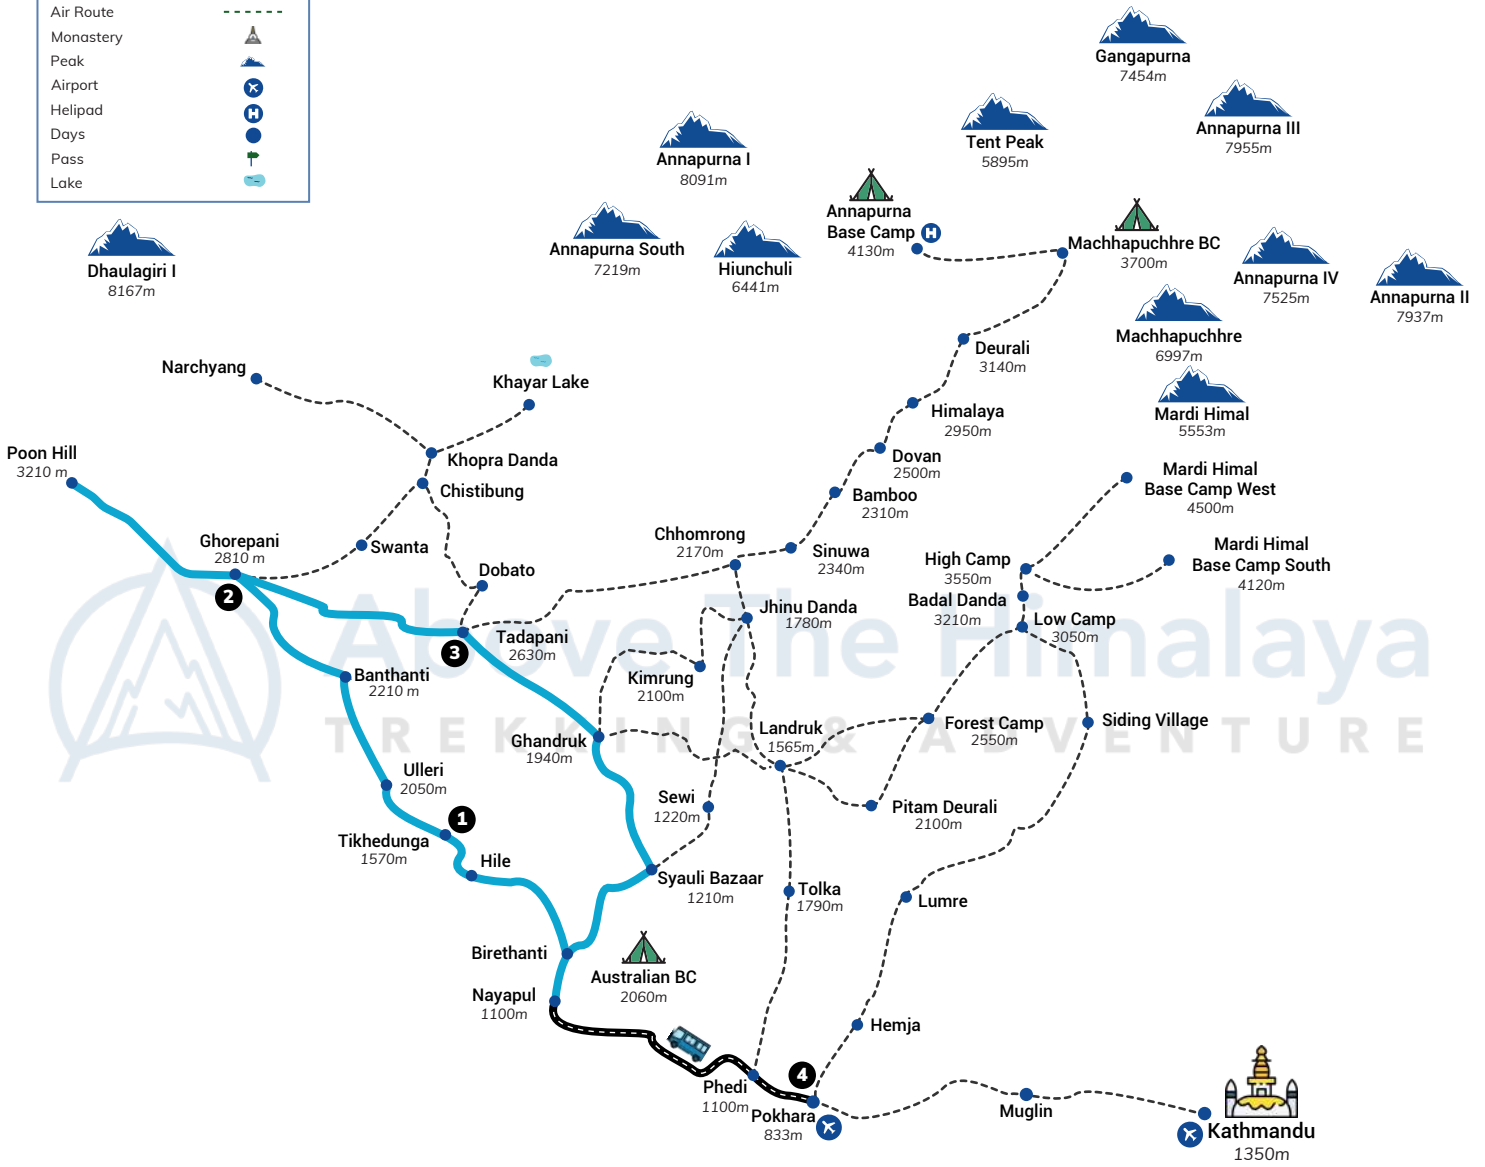 Air Route
Monastery
Peak
Airport
Helipad
H
Days
Pass
Lake
Gangapurna
7454m
Annapurna III
7955m
Tent Peak
5895m
Annapurna I
8091m
Annapurna
Base Camp
H
4130m
Machhapuchhre BC
3700m
Annapurna South
7219m
Hiunchuli
6441m
Dhaulagiri I
8167m
Annapurna IV
7525m
Annapurna II
7937m
Machhapuchhre
6997m
Mardi Himal
5553m
Deurali
3140m
Narchyang
Khayar Lake
Himalaya
2950m
Poon Hill
3210 m
Khopra Danda
Chistibung
Dovan
2500m
Bamboo
2310m
Mardi Himal
Base Camp West
4500m
Ghorepani
2810 m
2
Swanta
Dobato
Chhomrong
2170m
Sinuwa
2340m
High Camp
3550m
Mardi Himal
Base Camp South
4120m
Badal Danda
3210m
Low Camp
3050m
Jhinu Danda
1780m
Above The Himalaya
TREKKING & ADVENTURE
Tadapani
2630m
3
Banthanti
2210 m
Kimrung
2100m
Ghandruk
1940m
Landruk
1565m
Forest Camp
2550m
Siding Village
Ulleri
2050m
Sewi
1220m
Pitam Deurali
2100m
1
Tikhedunga
1570m
Hile
Syauli Bazaar
1210m
Tolka
1790m
Lumre
Birethanti
Australian BC
2060m
Nayapul
1100m
Hemja
4
Phedi
1100m
Pokhara
833m
Muglin
Kathmandu
1350m